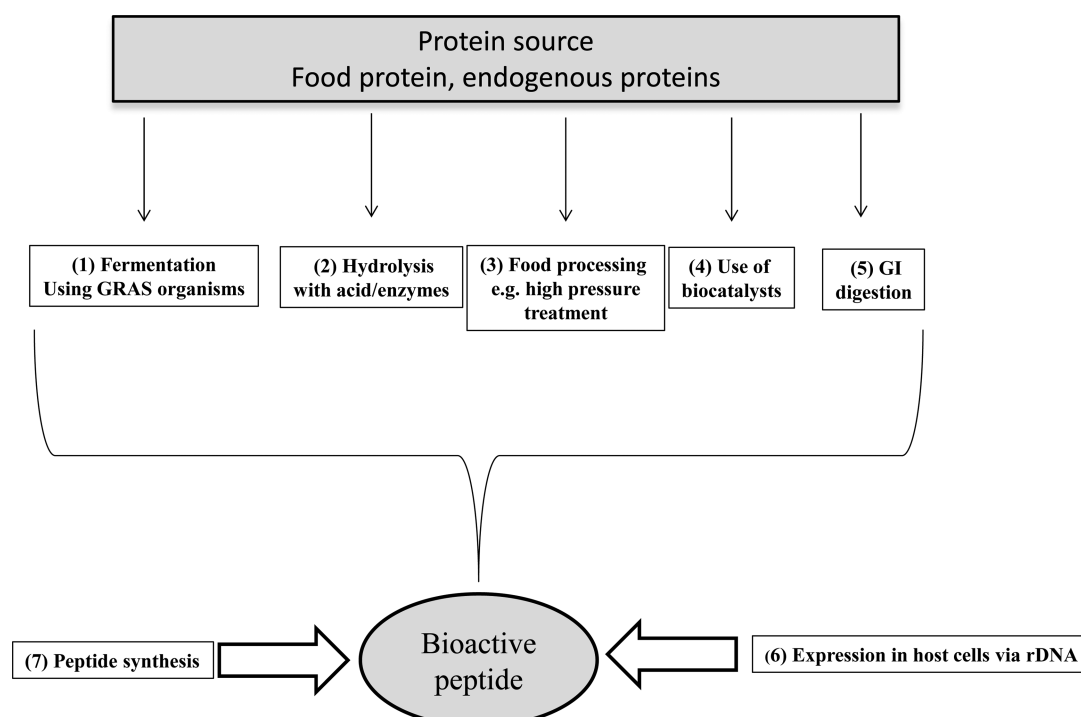 Protein source
Food protein, endogenous proteins
(1) Fermentation
Using GRAS organisms
(2) Hydrolysis
with acid/enzymes
(3) Food processing
e.g. high pressure
treatment
(4) Use of
biocatalysts
(5) GI
digestion
Bioactive
peptide
(7) Peptide synthesis
(6) Expression in host cells via rDNA